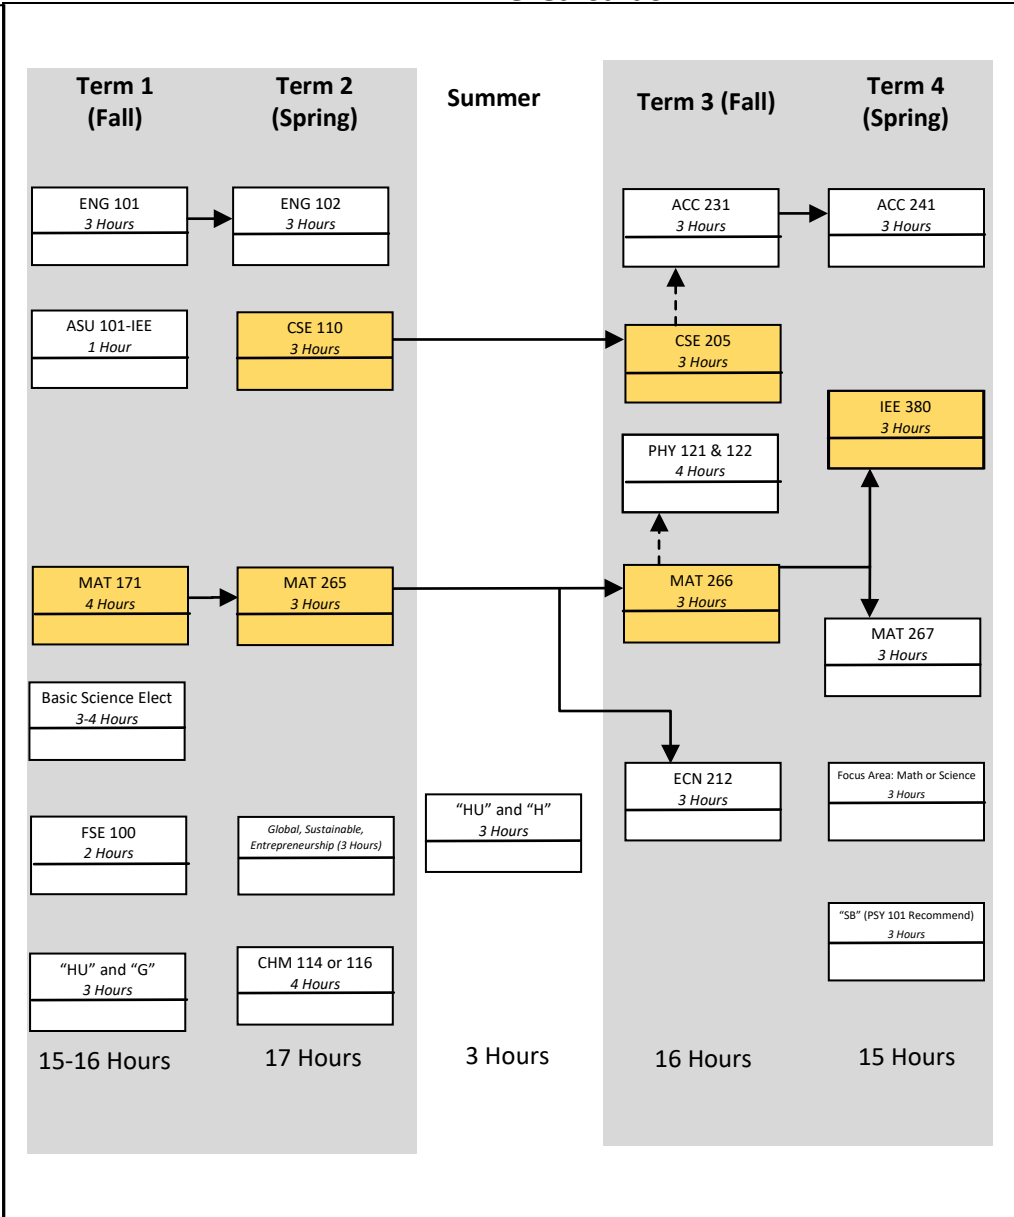 Term 1
(Fall)
Term 2
(Spring)
Summer
Term 3 (Fall)
Term 4
(Spring)
ENG 101
3 Hours
ENG 102
3 Hours
ACC 231
3 Hours
ACC 241
3 Hours
ASU 101-IEE
1 Hour
CSE 110
3 Hours
CSE 205
3 Hours
IEE 380
3 Hours
PHY 121 & 122
4 Hours
MAT 171
4 Hours
MAT 265
3 Hours
MAT 266
3 Hours
MAT 267
3 Hours
Basic Science Elect
3-4 Hours
ECN 212
3 Hours
Focus Area: Math or Science
3 Hours
"HU" and "H"
3 Hours
FSE 100
2 Hours
Global, Sustainable,
Entrepreneurship (3 Hours)
"SB" (PSY 101 Recommend)
3 Hours
"HU" and "G"
3 Hours
CHM 114 or 116
4 Hours
15-16 Hours
17 Hours
3 Hours
16 Hours
15 Hours